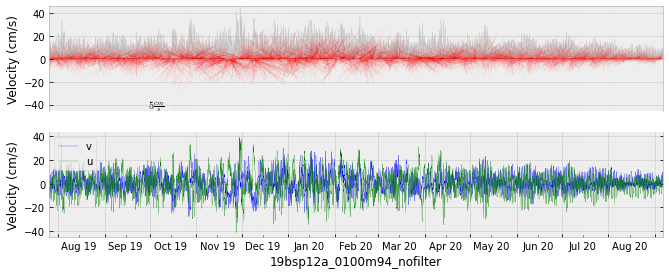 Velocity (cm/s)
40
20
0
−20
−40
5 cm/s
Velocity (cm/s)
40
20
0
−20
−40
v
u
Aug 19 Sep 19 Oct 19 Nov 19 Dec 19 Jan 20 Feb 20 Mar 20 Apr 20 May 20 Jun 20 Jul 20 Aug 20
19bsp12a_0100m94_nofilter